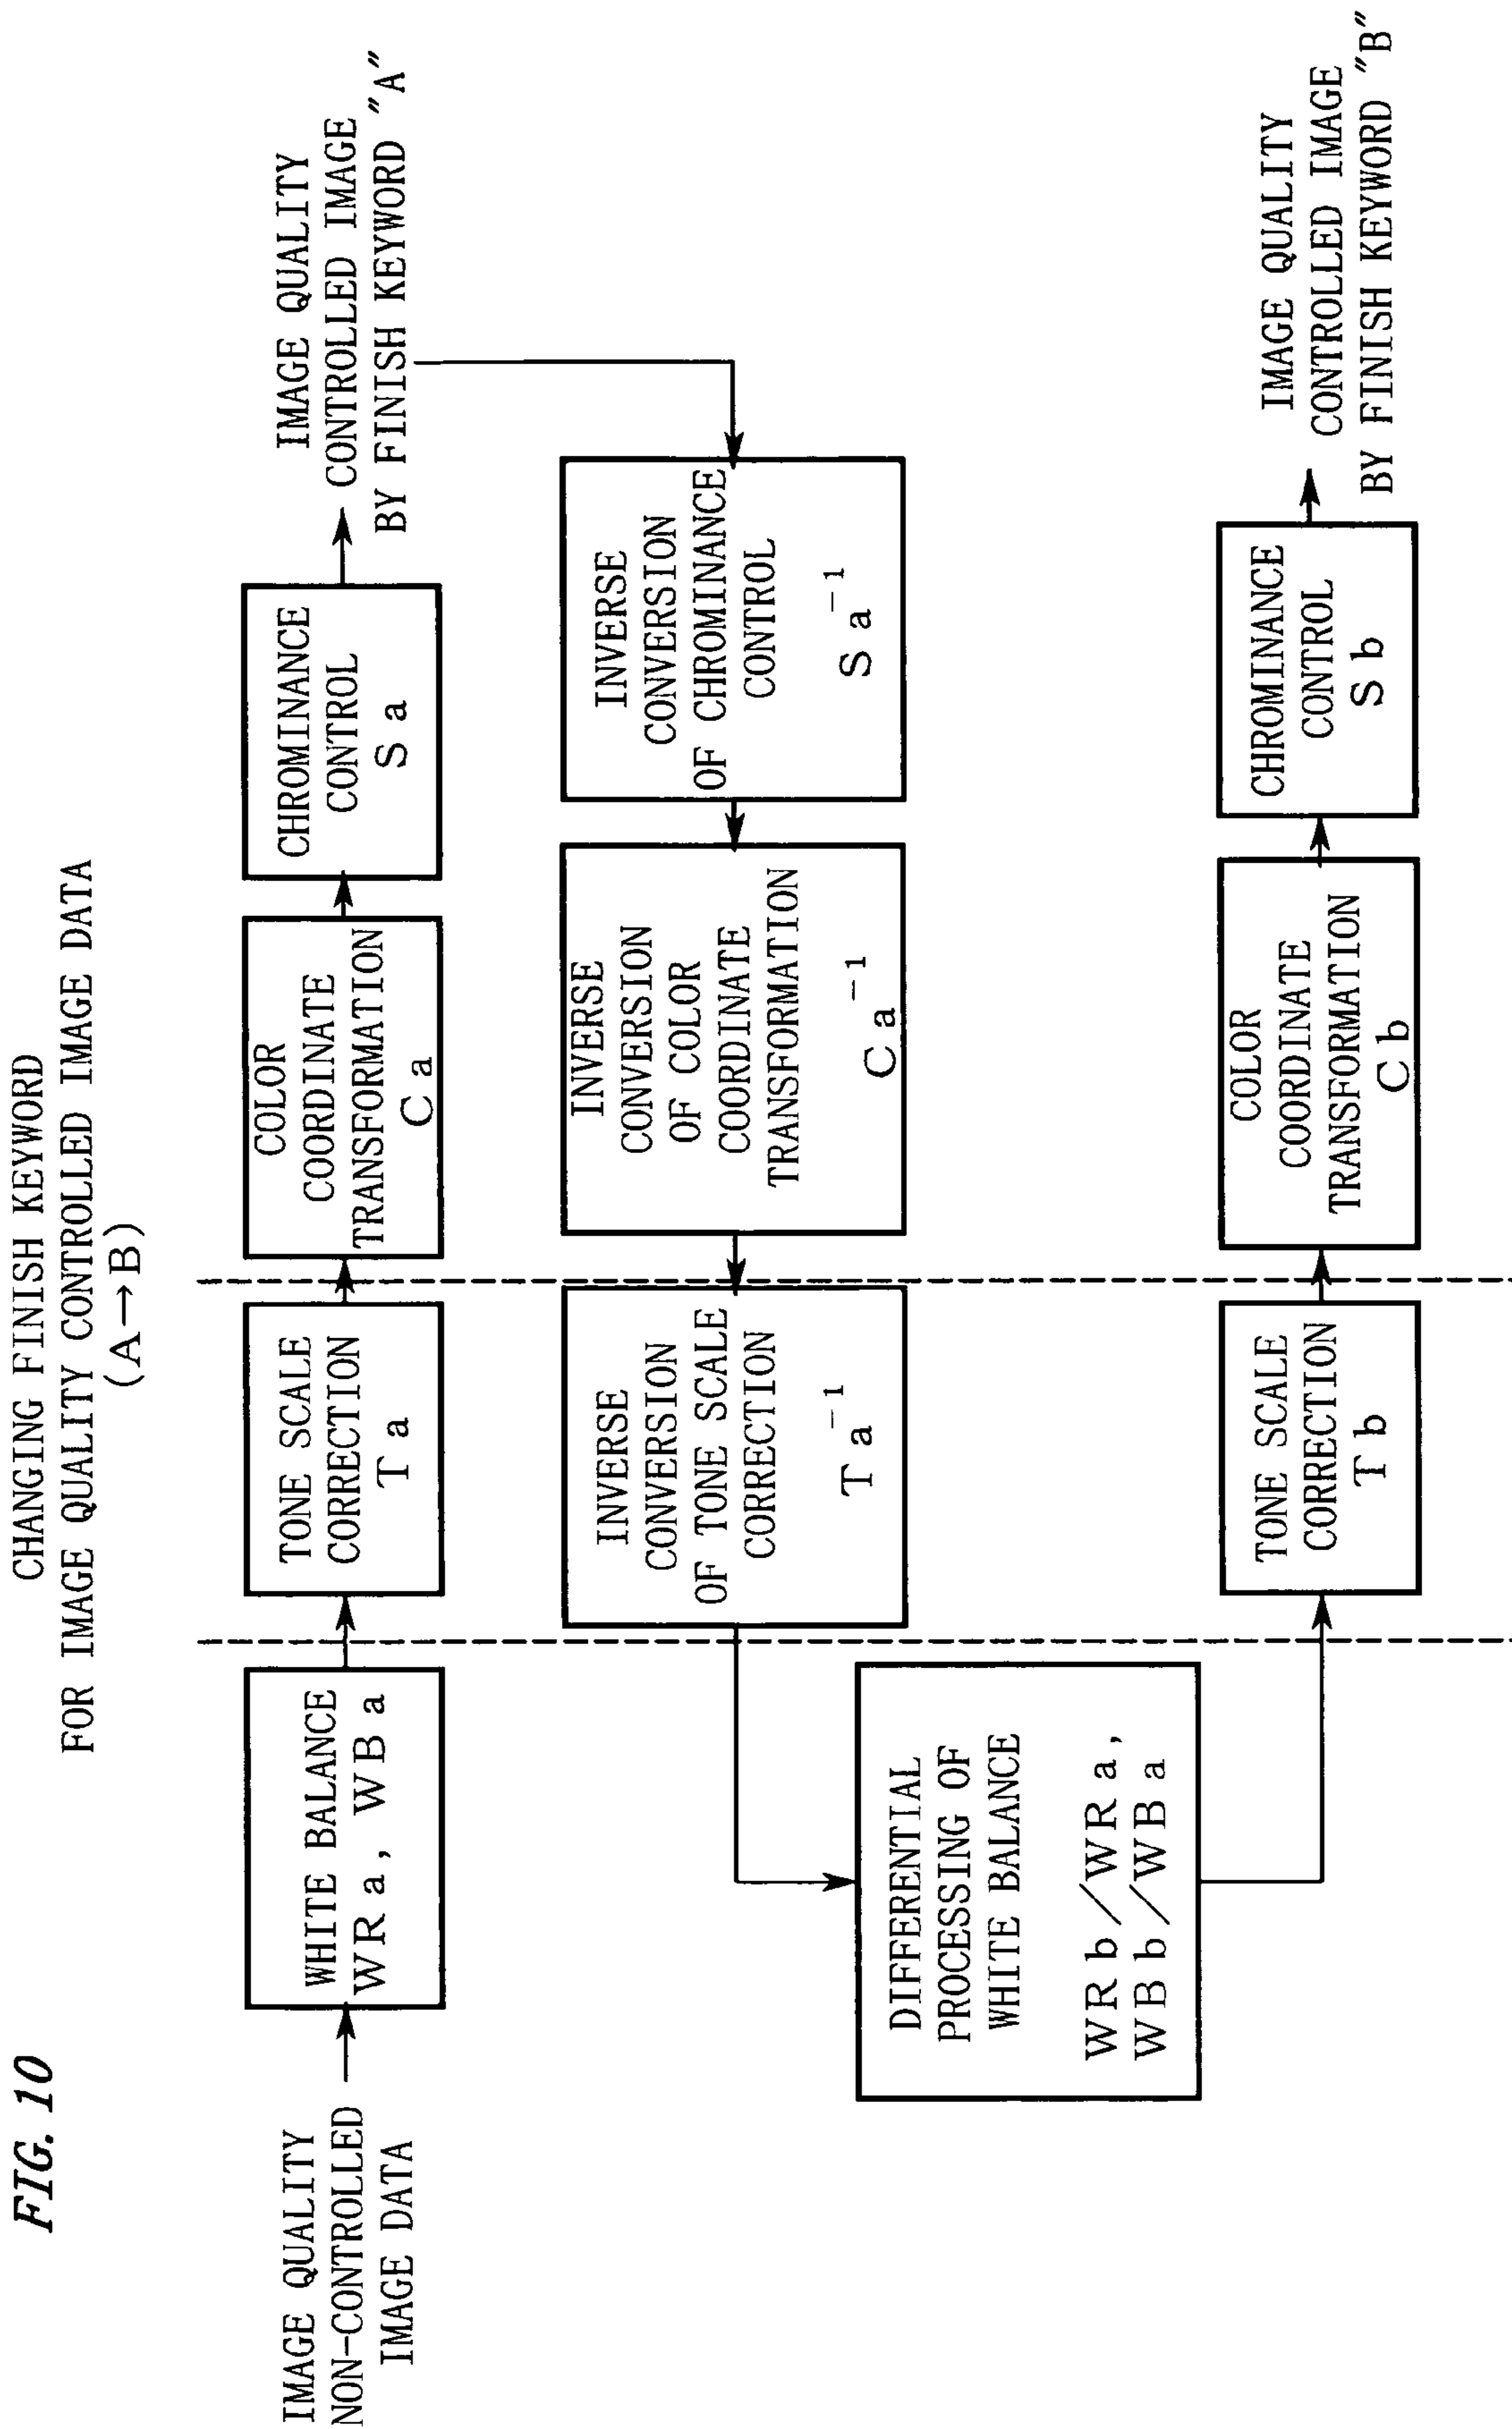 FIG. 10
CHANGING FINISH KEYWORD
FOR IMAGE QUALITY CONTROLLED IMAGE DATA
(A→B)
IMAGE QUALITY
NON-CONTROLLED
IMAGE DATA
WHITE BALANCE
WRa, WBa
TONE SCALE
CORRECTION
Ta
COLOR
COORDINATE
TRANSFORMATION
Ca
CHROMINANCE
CONTROL
Sa
IMAGE QUALITY
CONTROLLED IMAGE
BY FINISH KEYWORD "A"
INVERSE
CONVERSION
OF CHROMINANCE
CONTROL
Sa⁻¹
INVERSE
CONVERSION
OF COLOR
COORDINATE
TRANSFORMATION
Ca⁻¹
INVERSE
CONVERSION
OF TONE SCALE
CORRECTION
Ta⁻¹
DIFFERENTIAL
PROCESSING OF
WHITE BALANCE
WRb/WRa,
WBb/WBa
TONE SCALE
CORRECTION
Tb
COLOR
COORDINATE
TRANSFORMATION
Cb
CHROMINANCE
CONTROL
Sb
IMAGE QUALITY
CONTROLLED IMAGE
BY FINISH KEYWORD "B"